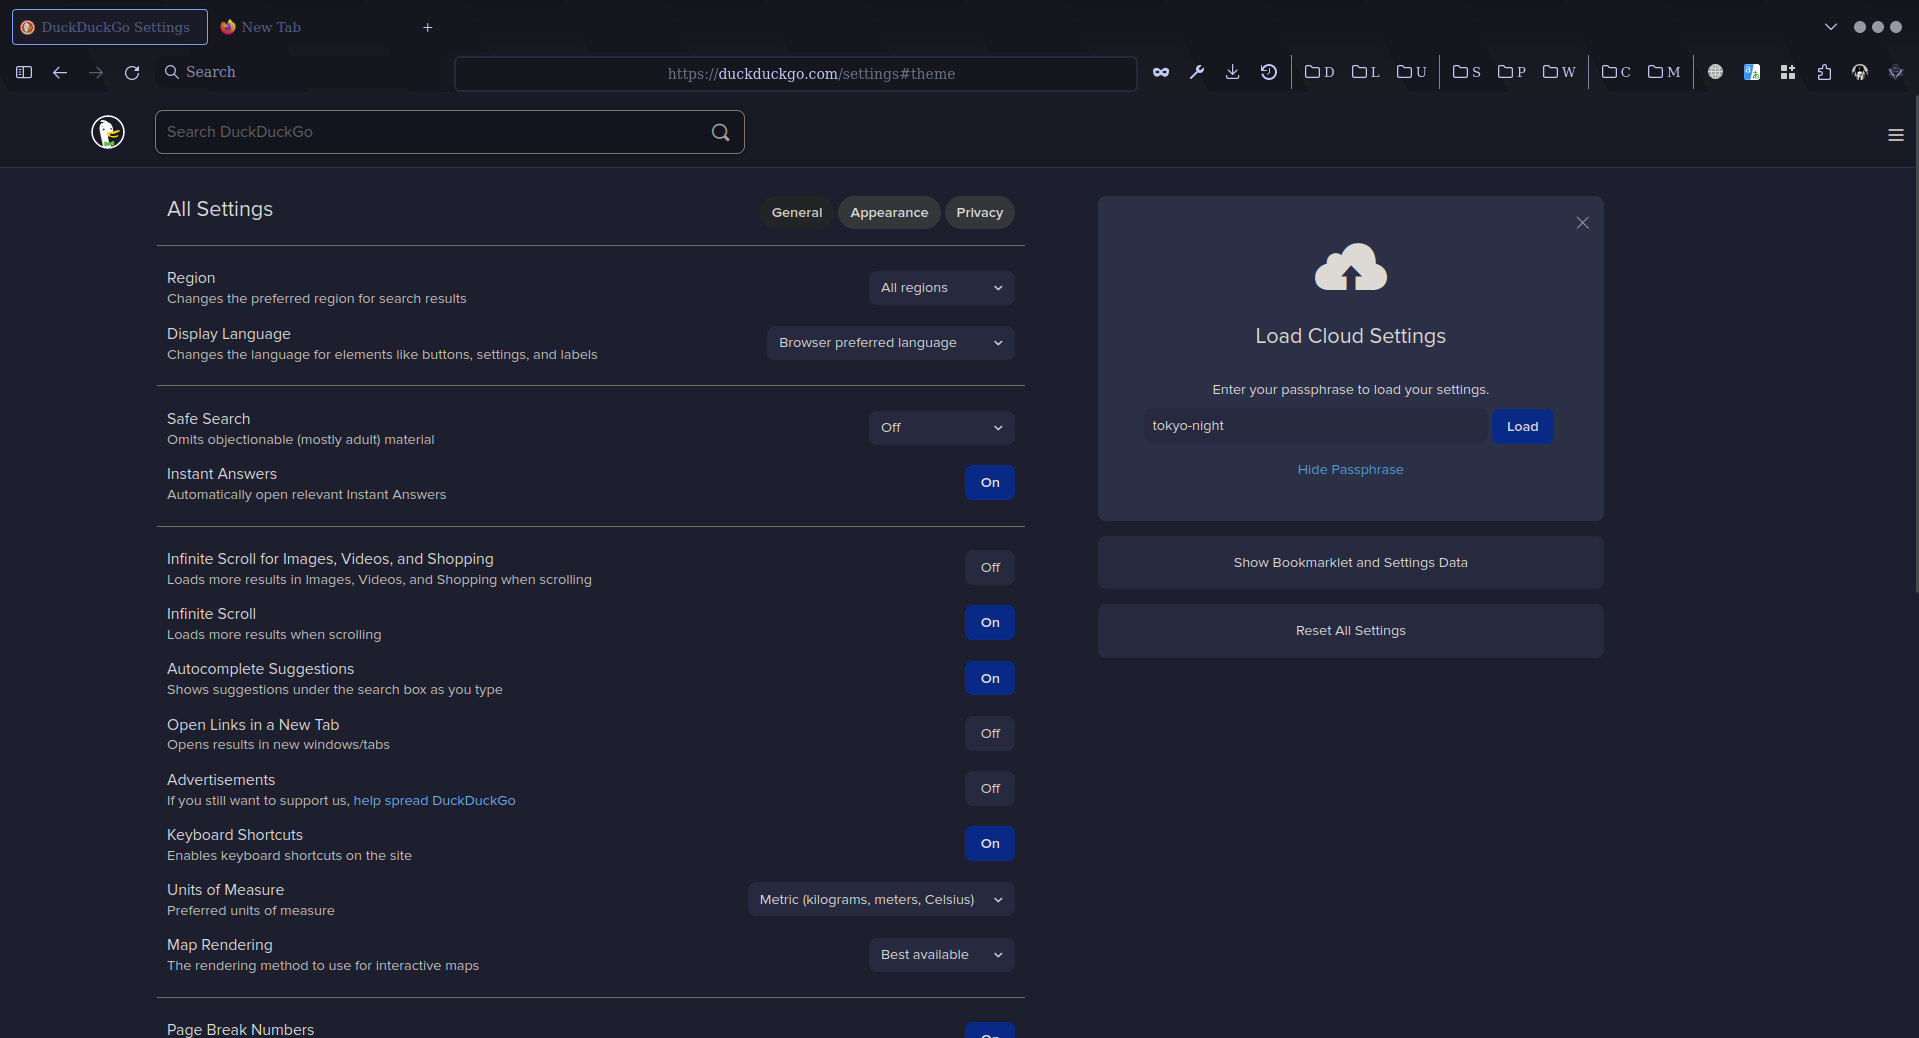 DuckDuckGo Settings
New Tab
Search
https://duckduckgo.com/settings#theme
D
L
U
S
P
W
C
M
Search DuckDuckGo
All Settings
General
Appearance
Privacy
Region
Changes the preferred region for search results
All regions
Display Language
Changes the language for elements like buttons, settings, and labels
Browser preferred language
Safe Search
Omits objectionable (mostly adult) material
Off
Instant Answers
Automatically open relevant Instant Answers
On
Infinite Scroll for Images, Videos, and Shopping
Loads more results in Images, Videos, and Shopping when scrolling
Off
Infinite Scroll
Loads more results when scrolling
On
Autocomplete Suggestions
Shows suggestions under the search box as you type
On
Open Links in a New Tab
Opens results in new windows/tabs
Off
Advertisements
If you still want to support us, help spread DuckDuckGo
Off
Keyboard Shortcuts
Enables keyboard shortcuts on the site
On
Units of Measure
Preferred units of measure
Metric (kilograms, meters, Celsius)
Map Rendering
The rendering method to use for interactive maps
Best available
Page Break Numbers
On
Load Cloud Settings
Enter your passphrase to load your settings.
tokyo-night
Load
Hide Passphrase
Show Bookmarklet and Settings Data
Reset All Settings